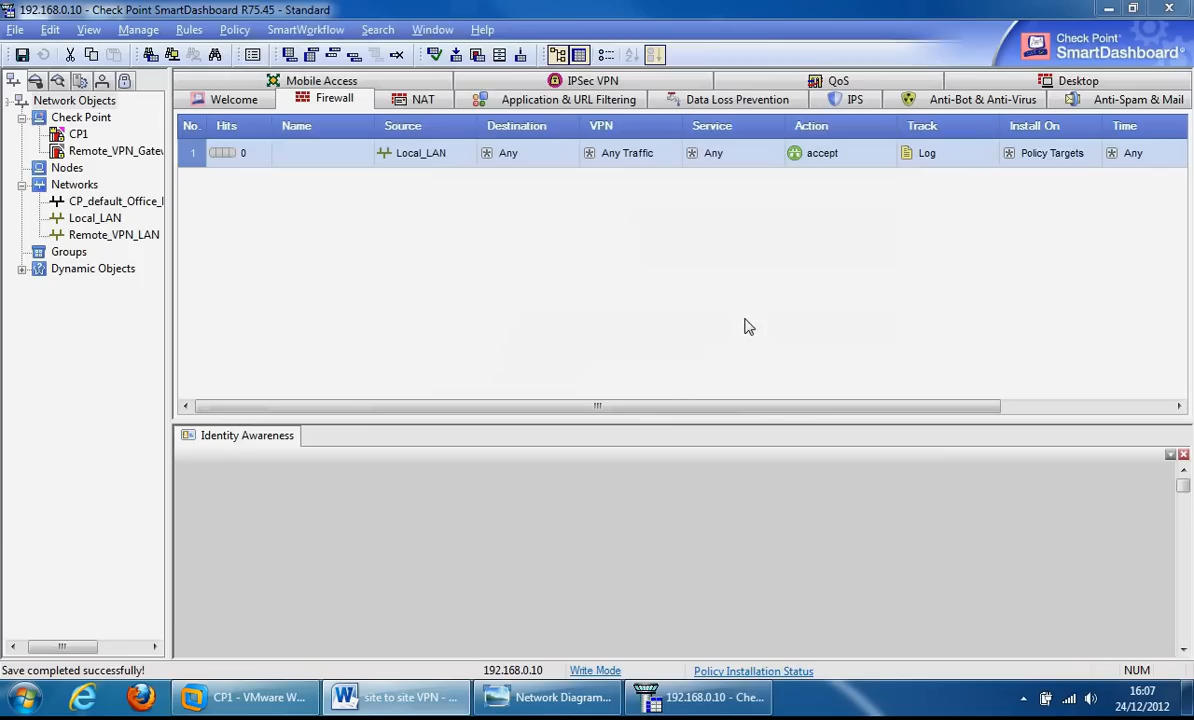 192.168.0.10 - Check Point SmartDashboard R75.45 - Standard
File Edit View Manage Rules Policy SmartWorkflow Search Window Help
Check Point
SmartDashboard
Mobile Access IPSec VPN QoS Desktop
Welcome Firewall NAT Application & URL Filtering Data Loss Prevention IPS Anti-Bot & Anti-Virus Anti-Spam & Mail
No. Hits Name Source Destination VPN Service Action Track Install On Time
1 0 Local_LAN Any Any Traffic Any accept Log Policy Targets Any
Network Objects
Check Point
CP1
Remote_VPN_Gatew
Nodes
Networks
CP_default_Office_
Local_LAN
Remote_VPN_LAN
Groups
Dynamic Objects
Identity Awareness
Save completed successfully! 192.168.0.10 Write Mode Policy Installation Status NUM
CP1 - VMware W... site to site VPN - ... Network Diagram... 192.168.0.10 - Che...
16:07
24/12/2012